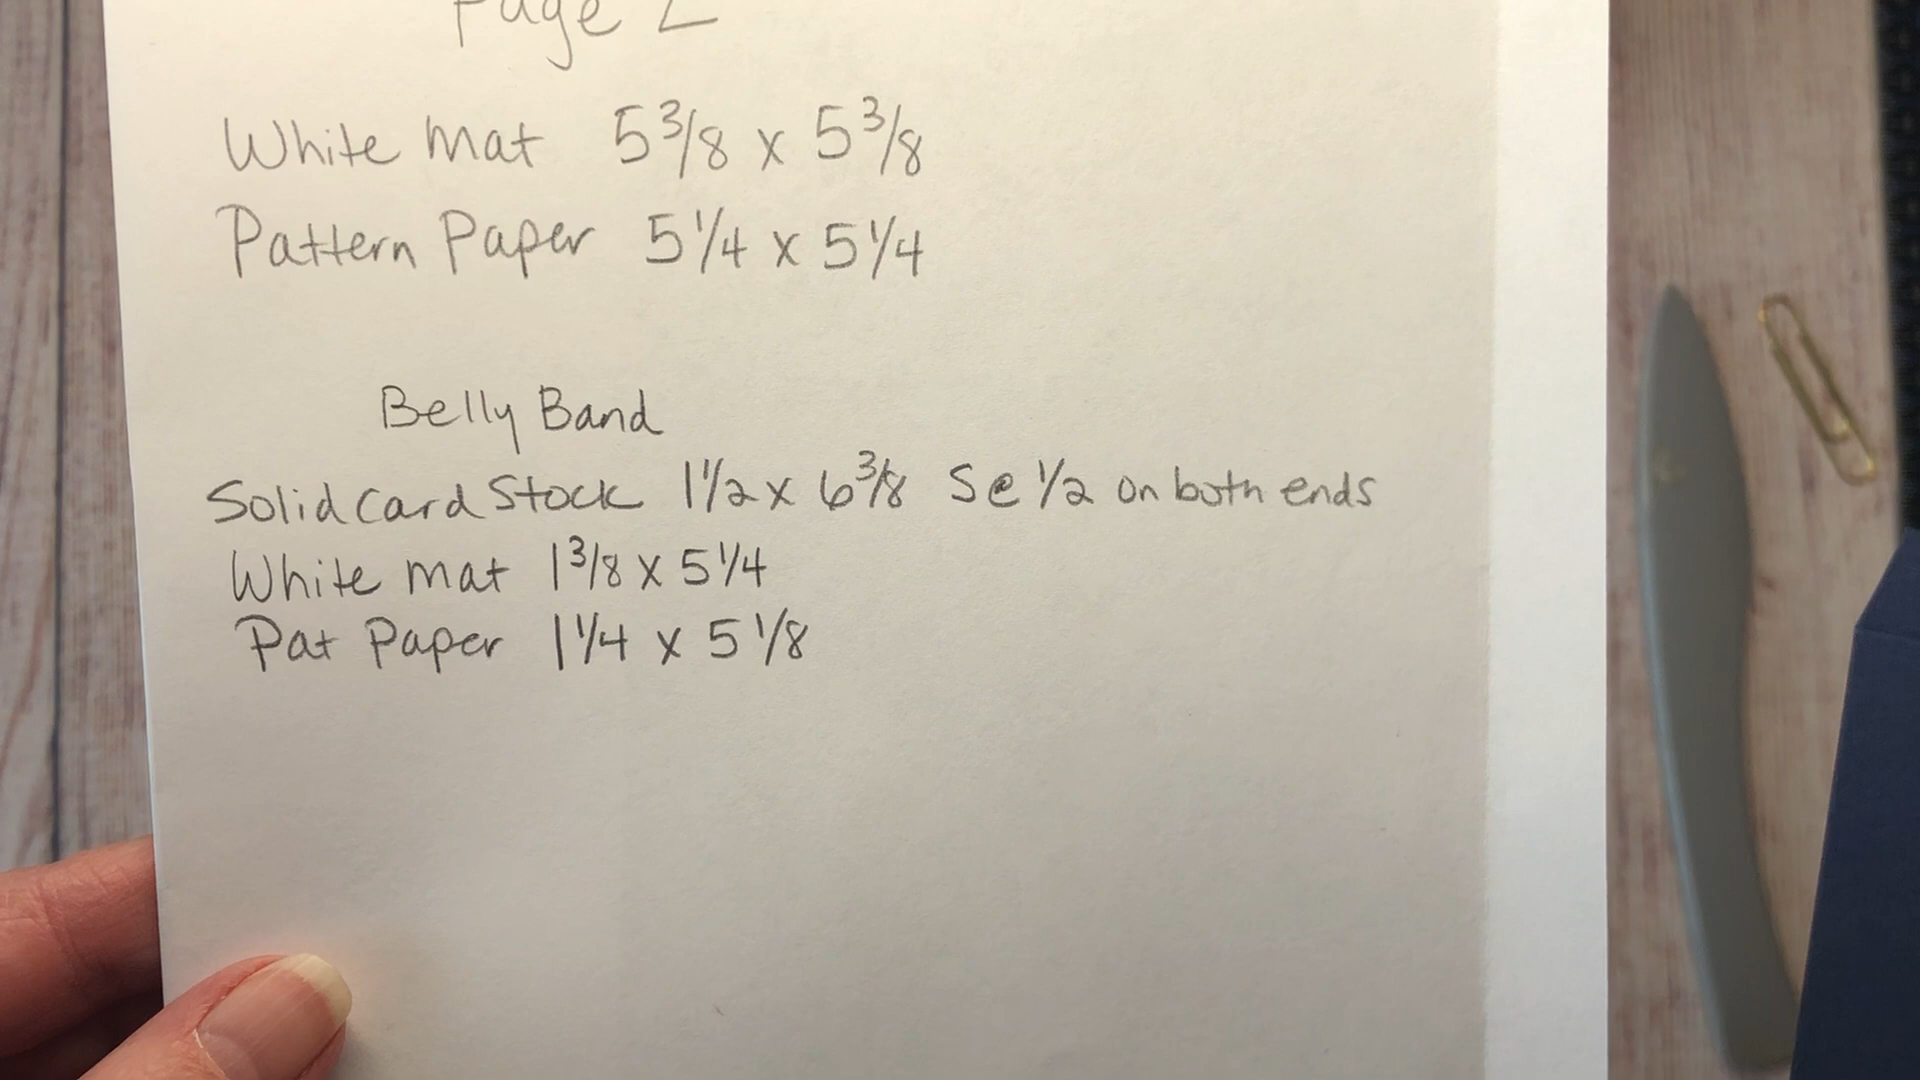 Page 2
White Mat 5 3/8 x 5 3/8
Pattern Paper 5 1/4 x 5 1/4
Belly Band
Solid Card Stock 1 1/2 x 6 3/8 S @ 1/2 on both ends
White Mat 1 3/8 x 5 1/4
Pat Paper 1 1/4 x 5 1/8